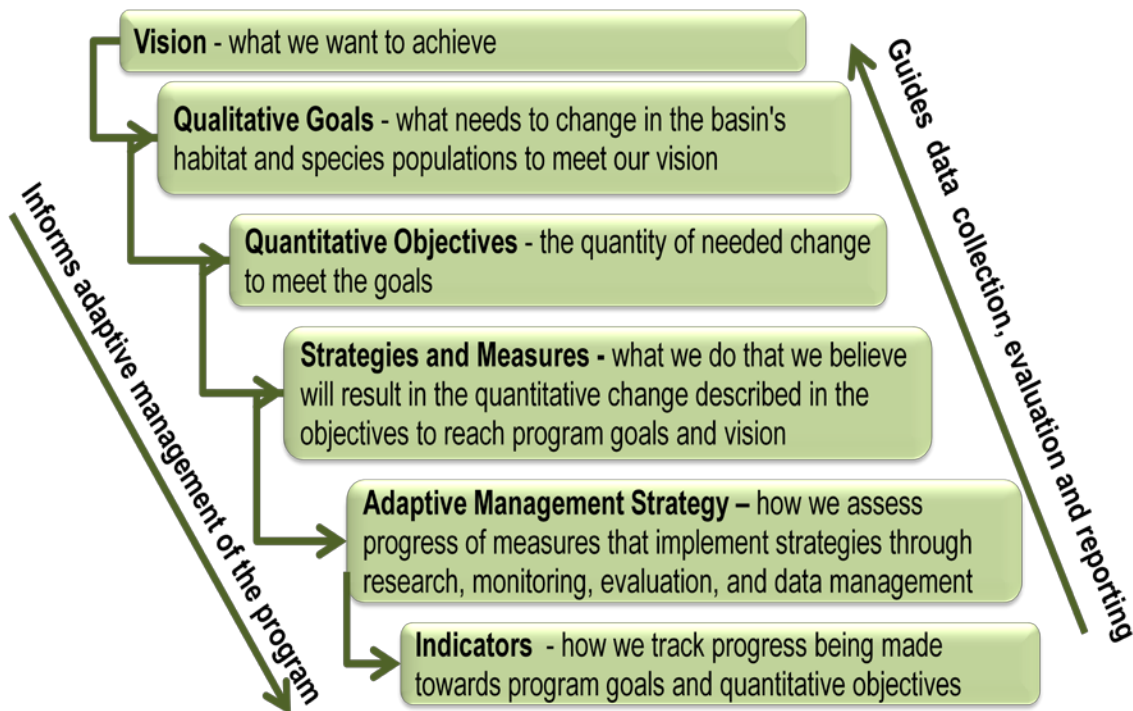 Vision - what we want to achieve
Qualitative Goals - what needs to change in the basin's
habitat and species populations to meet our vision
Quantitative Objectives - the quantity of needed change
to meet the goals
Strategies and Measures - what we do that we believe
will result in the quantitative change described in the
objectives to reach program goals and vision
Adaptive Management Strategy – how we assess
progress of measures that implement strategies through
research, monitoring, evaluation, and data management
Indicators - how we track progress being made
towards program goals and quantitative objectives
Informs adaptive management of the program
Guides data collection, evaluation and reporting